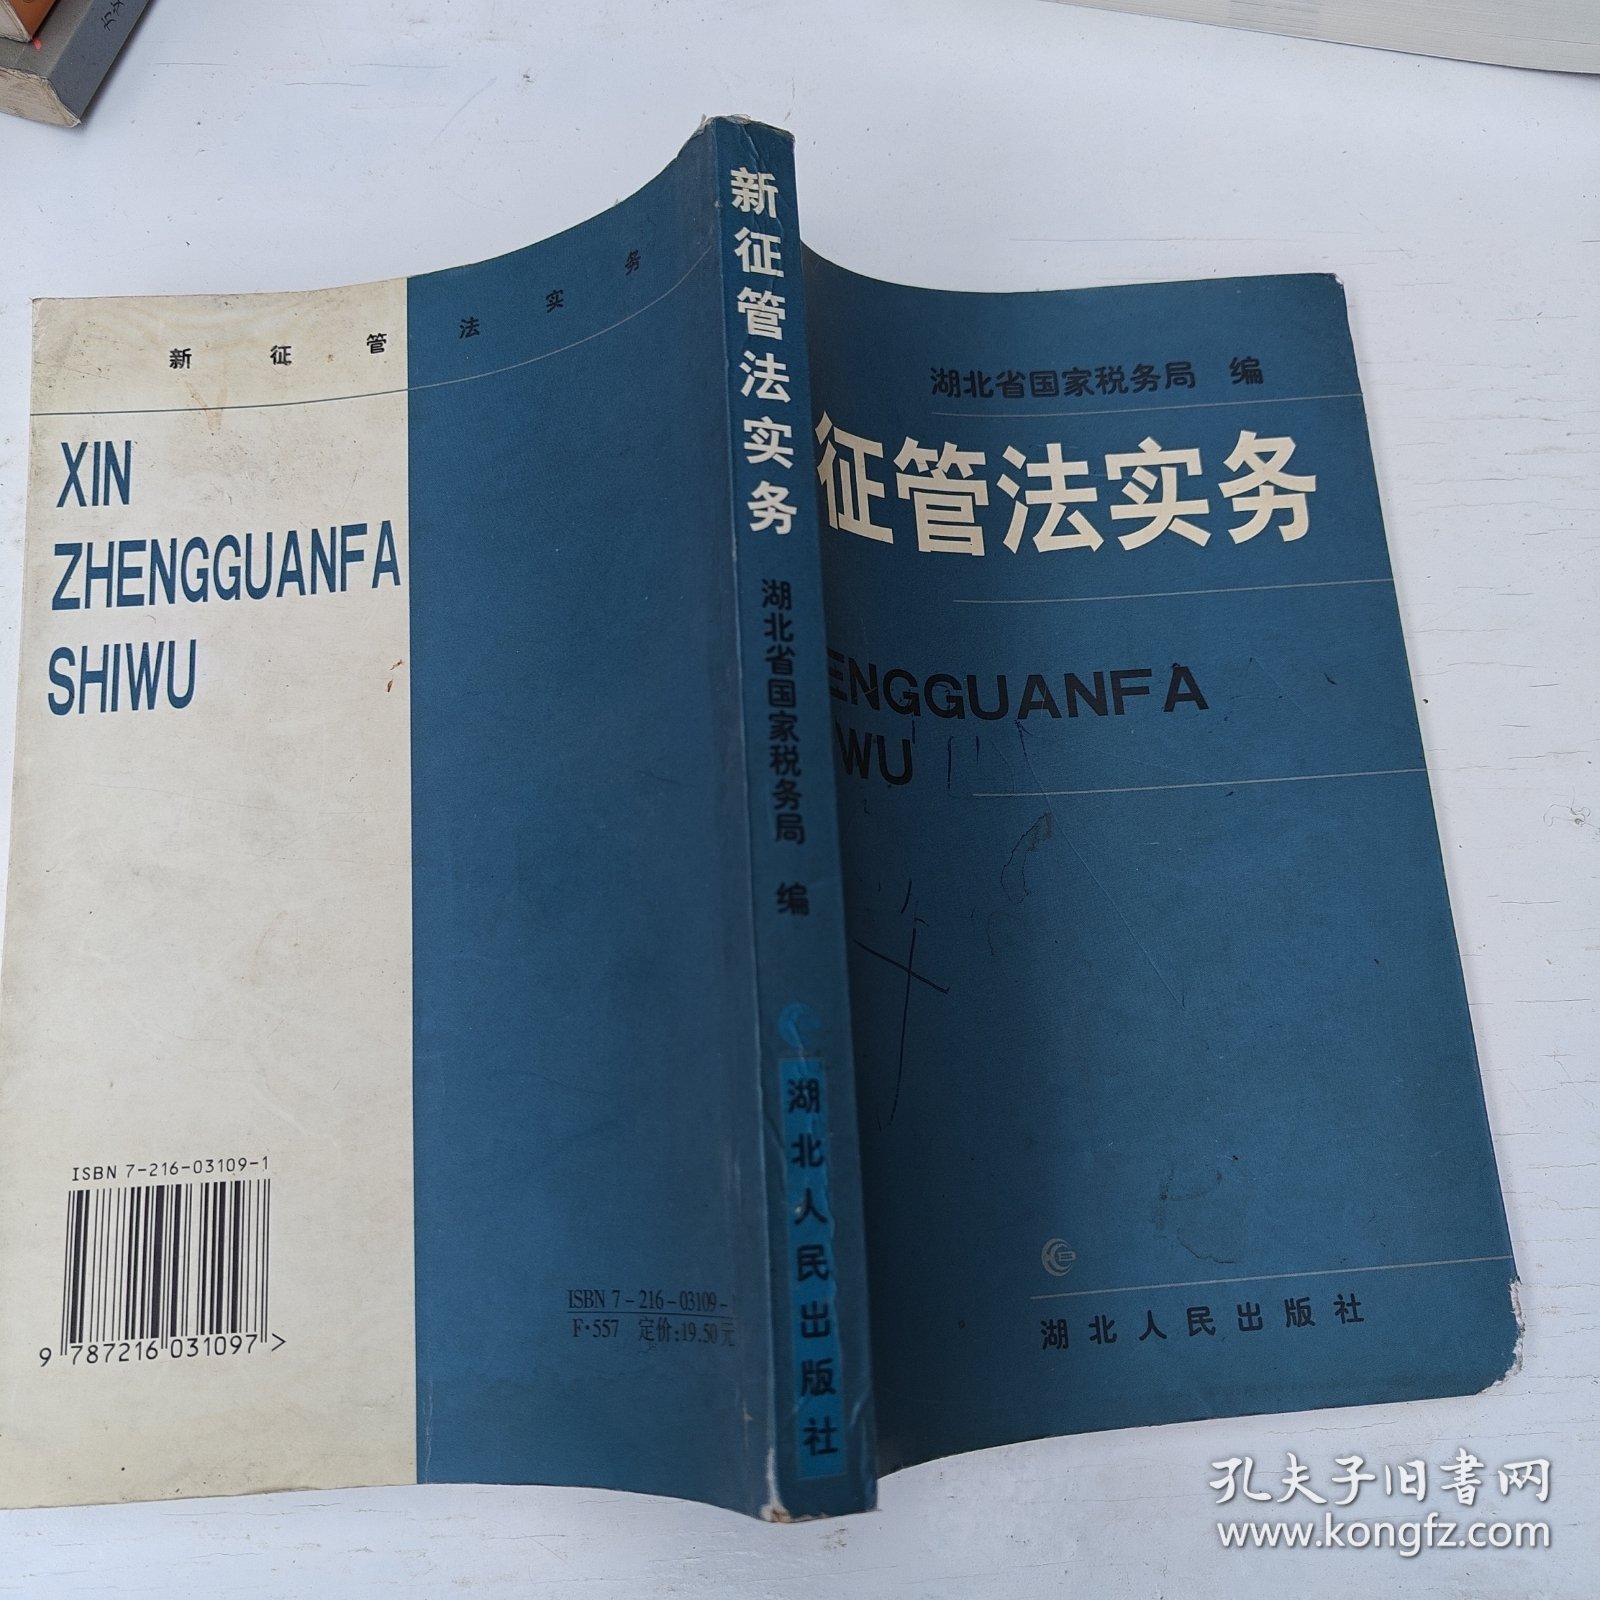 新征管法实务
XIN
ZHENGGUANFA
SHIWU
ISBN 7-216-03109-1
9 787216 031097 >
ISBN 7-216-03109-
F·557 定价:19.50元
新征管法实务
湖北省国家税务局 编
湖北人民出版社
湖北省国家税务局 编
征管法实务
ENGGUANFA
WU
湖北人民出版社
孔夫子旧书网
www.kongfz.com